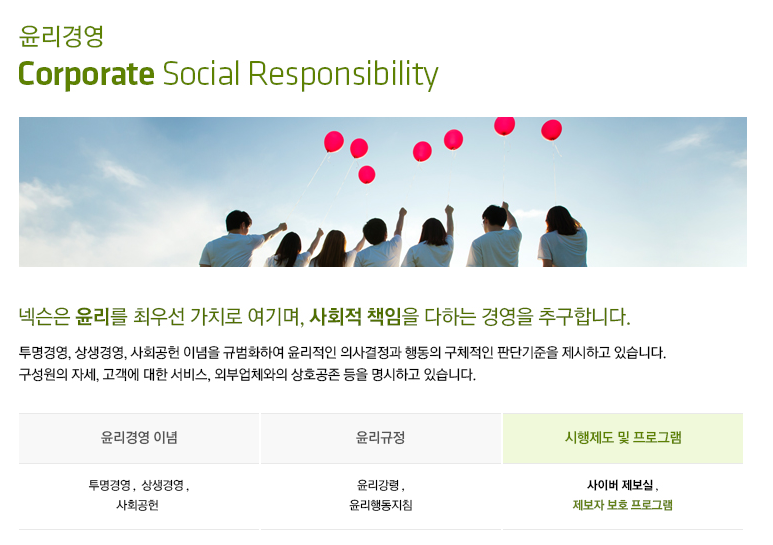 윤리경영
Corporate Social Responsibility
넥슨은 윤리를 최우선 가치로 여기며, 사회적 책임을 다하는 경영을 추구합니다.
투명경영, 상생경영, 사회공헌 이념을 규범화하여 윤리적인 의사결정과 행동의 구체적인 판단기준을 제시하고 있습니다.
구성원의 자세, 고객에 대한 서비스, 외부업체와의 상호공존 등을 명시하고 있습니다.
윤리경영 이념 윤리규정 시행제도 및 프로그램
투명경영 , 상생경영 , 윤리강령 , 사이버 제보실 ,
사회공헌 윤리행동지침 제보자 보호 프로그램